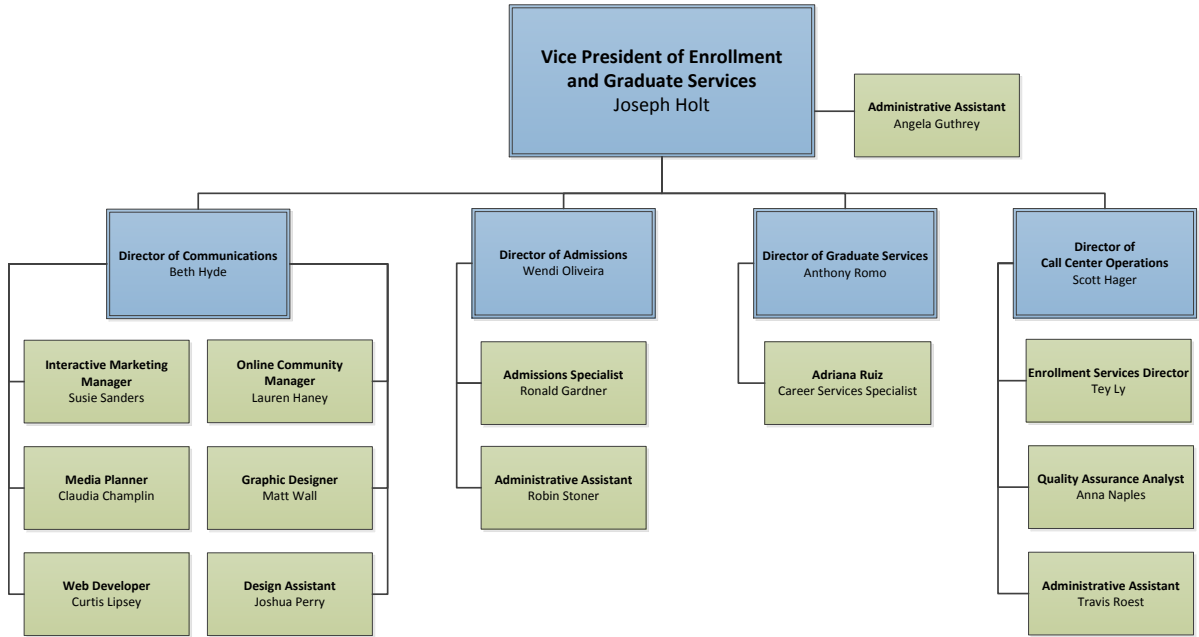 Vice President of Enrollment
and Graduate Services
Joseph Holt
Administrative Assistant
Angela Guthrey
Director of Communications
Beth Hyde
Director of Admissions
Wendi Oliveira
Director of Graduate Services
Anthony Romo
Director of
Call Center Operations
Scott Hager
Interactive Marketing
Manager
Susie Sanders
Online Community
Manager
Lauren Haney
Admissions Specialist
Ronald Gardner
Adriana Ruiz
Career Services Specialist
Enrollment Services Director
Tey Ly
Media Planner
Claudia Champlin
Graphic Designer
Matt Wall
Administrative Assistant
Robin Stoner
Quality Assurance Analyst
Anna Naples
Web Developer
Curtis Lipsey
Design Assistant
Joshua Perry
Administrative Assistant
Travis Roest